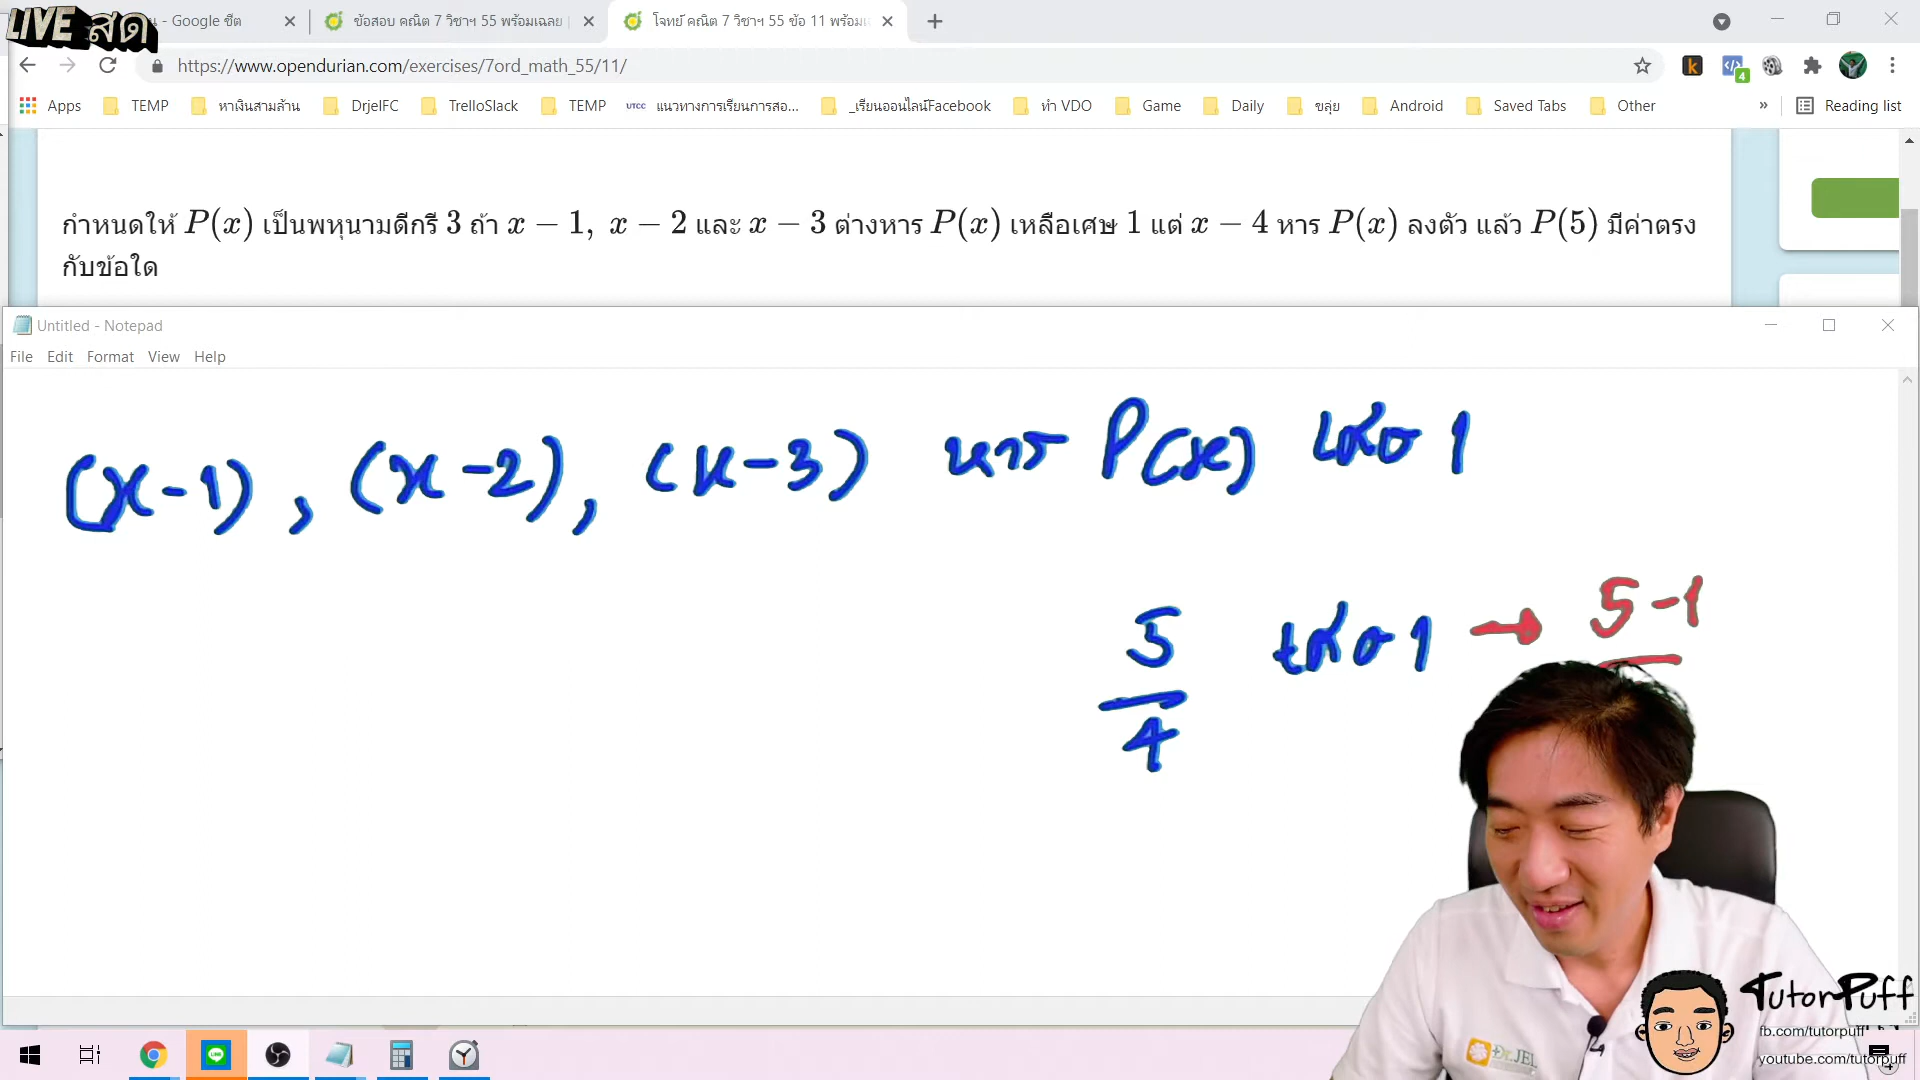 LIVE สด
น - Google ชีต
ข้อสอบ คณิต 7 วิชาฯ 55 พร้อมเฉลย
โจทย์ คณิต 7 วิชาฯ 55 ข้อ 11 พร้อมเ
https://www.opendurian.com/exercises/7ord_math_55/11/
4
Apps TEMP หาเงินสามล้าน DrjelFC TrelloSlack TEMP UTCC แนวทางการเรียนการสอ... _เรียนออนไลน์Facebook ทำ VDO Game Daily ขลุ่ย Android Saved Tabs Other » Reading list
กำหนดให้ P(x) เป็นพหุนามดีกรี 3 ถ้า x − 1, x − 2 และ x − 3 ต่างหาร P(x) เหลือเศษ 1 แต่ x − 4 หาร P(x) ลงตัว แล้ว P(5) มีค่าตรง
กับข้อใด
Untitled - Notepad
File Edit Format View Help
(x-1), (x-2), (x-3) หาร P(x) เศษ 1
5 เศษ 1 → 5-1
4
Dr.JEL
TutorPuff
fb.com/tutorpuff
youtube.com/tutorpuff